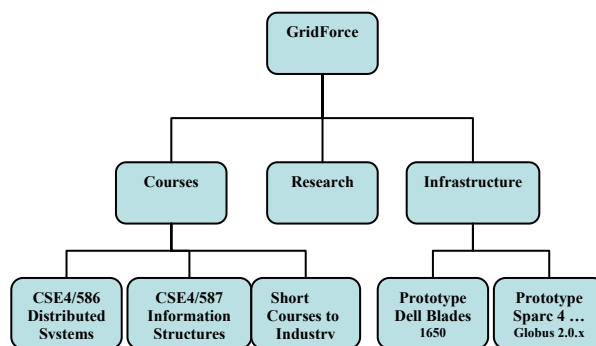 GridForce
Courses
Research
Infrastructure
CSE4/586
Distributed
Systems
CSE4/587
Information
Structures
Short
Courses to
Industry
Prototype
Dell Blades
1650
Prototype
Sparc 4 ...
Globus 2.0.x